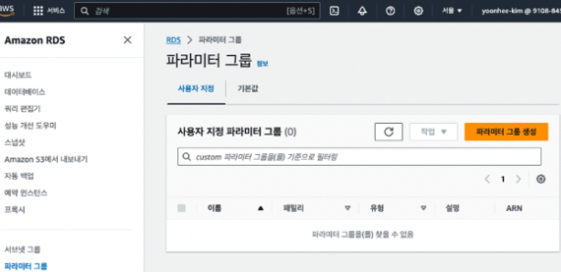 aws
서비스
검색
[옵션+S]
서울 ▼
yoonhee-kim @ 9108-845
Amazon RDS
RDS > 파라미터 그룹
파라미터 그룹 정보
대시보드
데이터베이스
쿼리 편집기
성능 개선 도우미
스냅샷
Amazon S3에서 내보내기
자동 백업
예약 인스턴스
프록시
서브넷 그룹
파라미터 그룹
사용자 지정
기본값
사용자 지정 파라미터 그룹 (0)
작업 ▼
파라미터 그룹 생성
custom 파라미터 그룹을(를) 기준으로 필터링
< 1 >
이름
패밀리
유형
설명
ARN
파라미터 그룹을(를) 찾을 수 없음